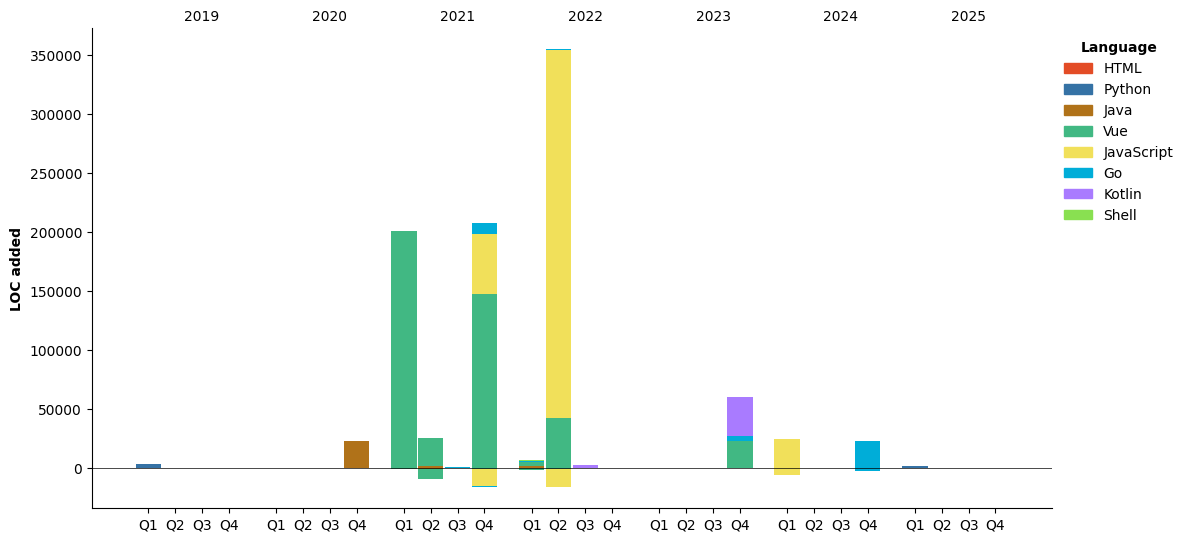 2019 2020 2021 2022 2023 2024 2025
350000
300000
250000
200000
150000
100000
50000
0
LOC added
Q1 Q2 Q3 Q4 Q1 Q2 Q3 Q4 Q1 Q2 Q3 Q4 Q1 Q2 Q3 Q4 Q1 Q2 Q3 Q4 Q1 Q2 Q3 Q4 Q1 Q2 Q3 Q4
Language
HTML
Python
Java
Vue
JavaScript
Go
Kotlin
Shell